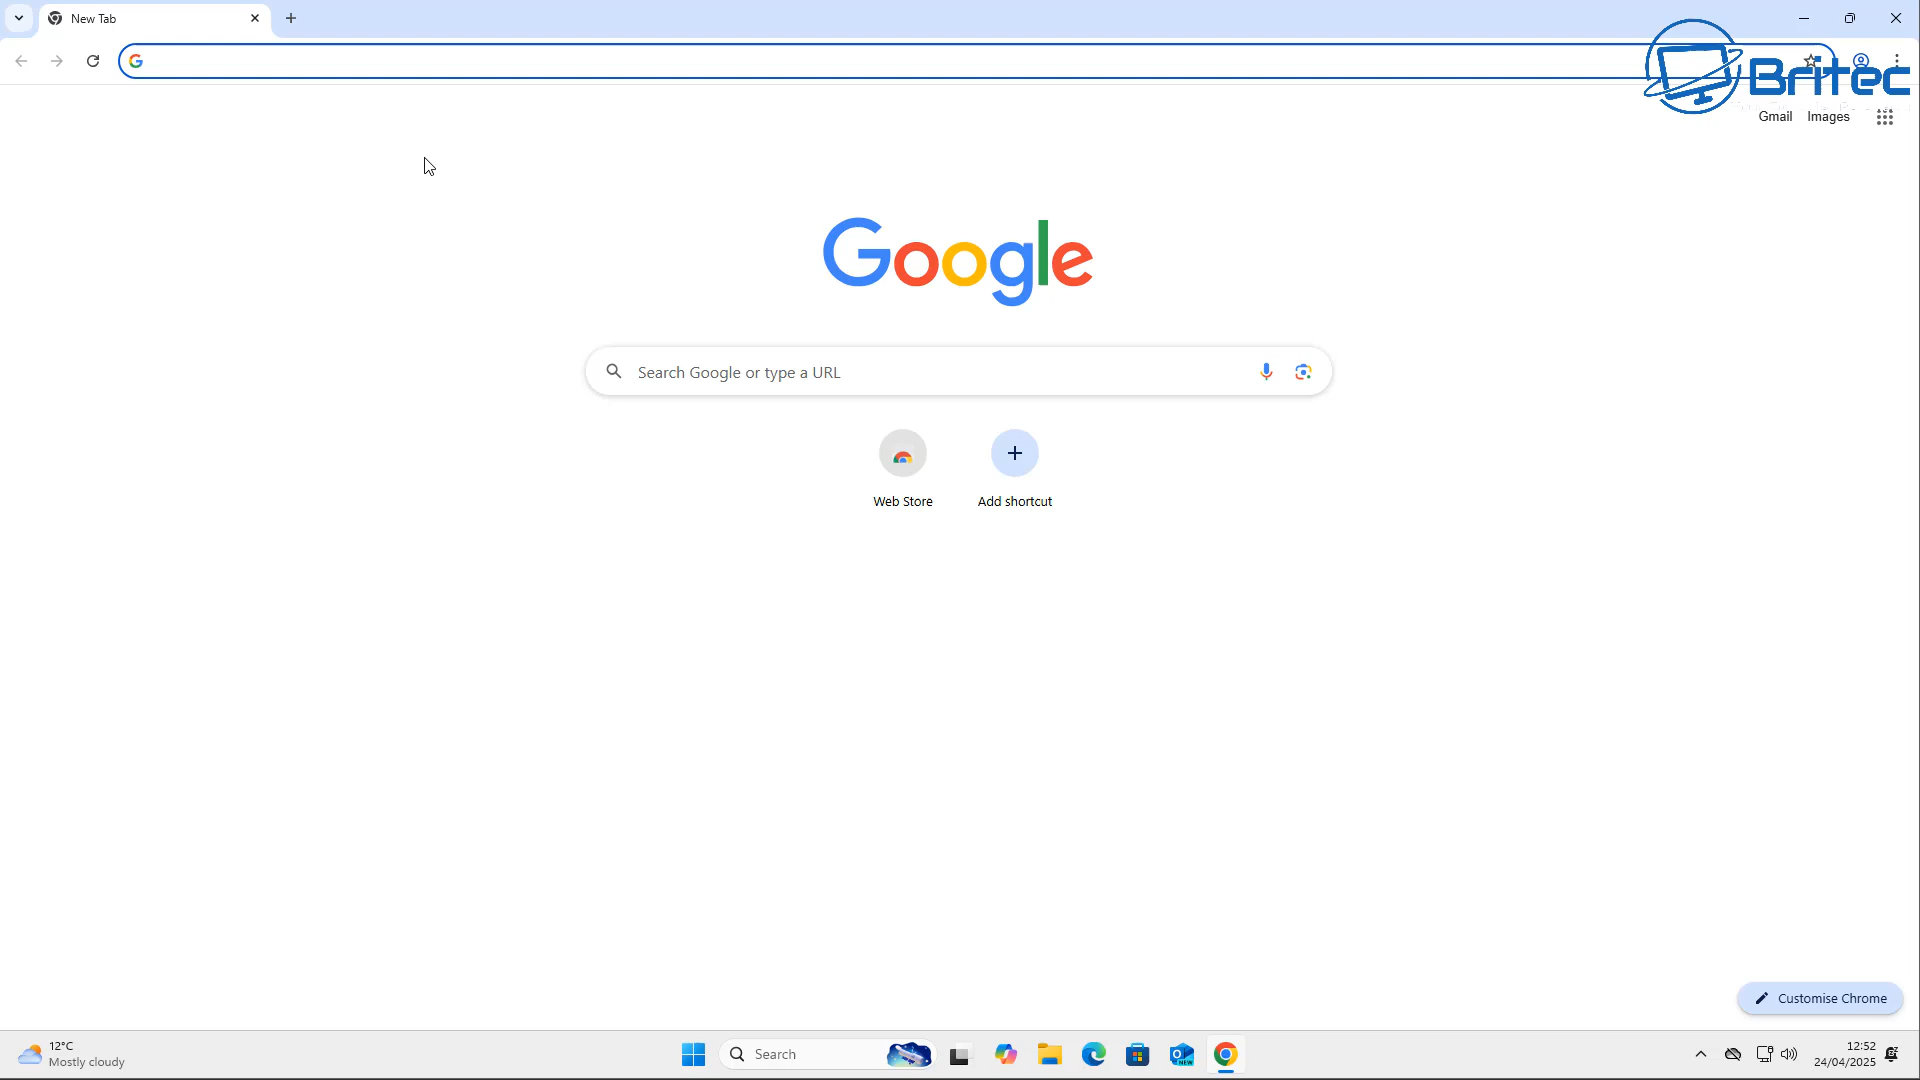 New Tab
Britec
Gmail Images
Google
Search Google or type a URL
Web Store Add shortcut
Customise Chrome
12°C
Mostly cloudy
Search
NEW
12:52
24/04/2025